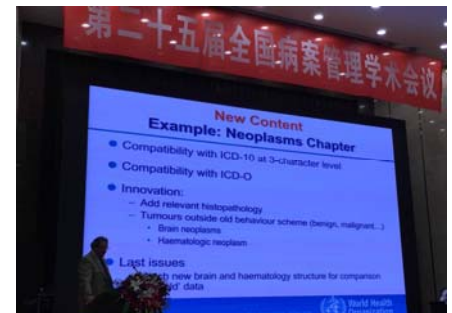 第二十五届全国病案管理学术会议
New Content
Example: Neoplasms Chapter
Compatibility with ICD-10 at 3-character level
Compatibility with ICD-O
Innovation:
– Add relevant histopathology
– Tumours outside old behaviour scheme (benign, malignant...)
• Brain neoplasms
• Haematologic neoplasm
Last issues
new brain and haematology structure for comparison
data
World Health
Organization